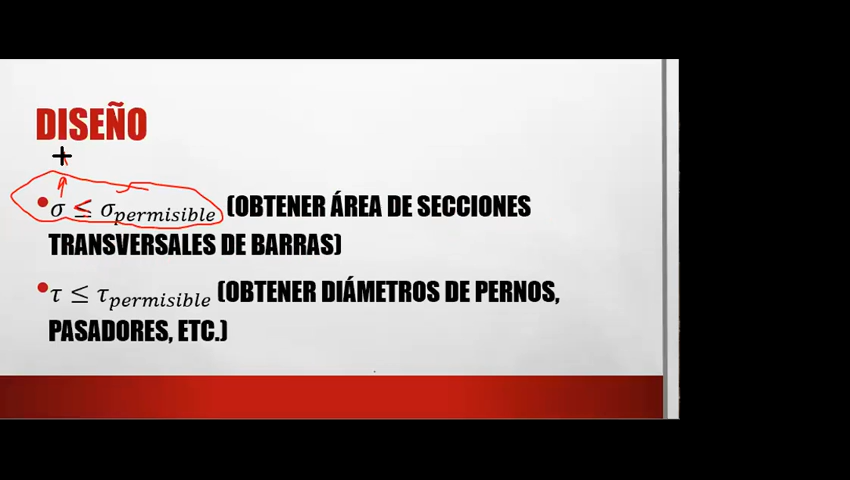 DISEÑO
• σ ≤ σpermisible (OBTENER ÁREA DE SECCIONES
TRANSVERSALES DE BARRAS)
• τ ≤ τpermisible (OBTENER DIÁMETROS DE PERNOS,
PASADORES, ETC.)